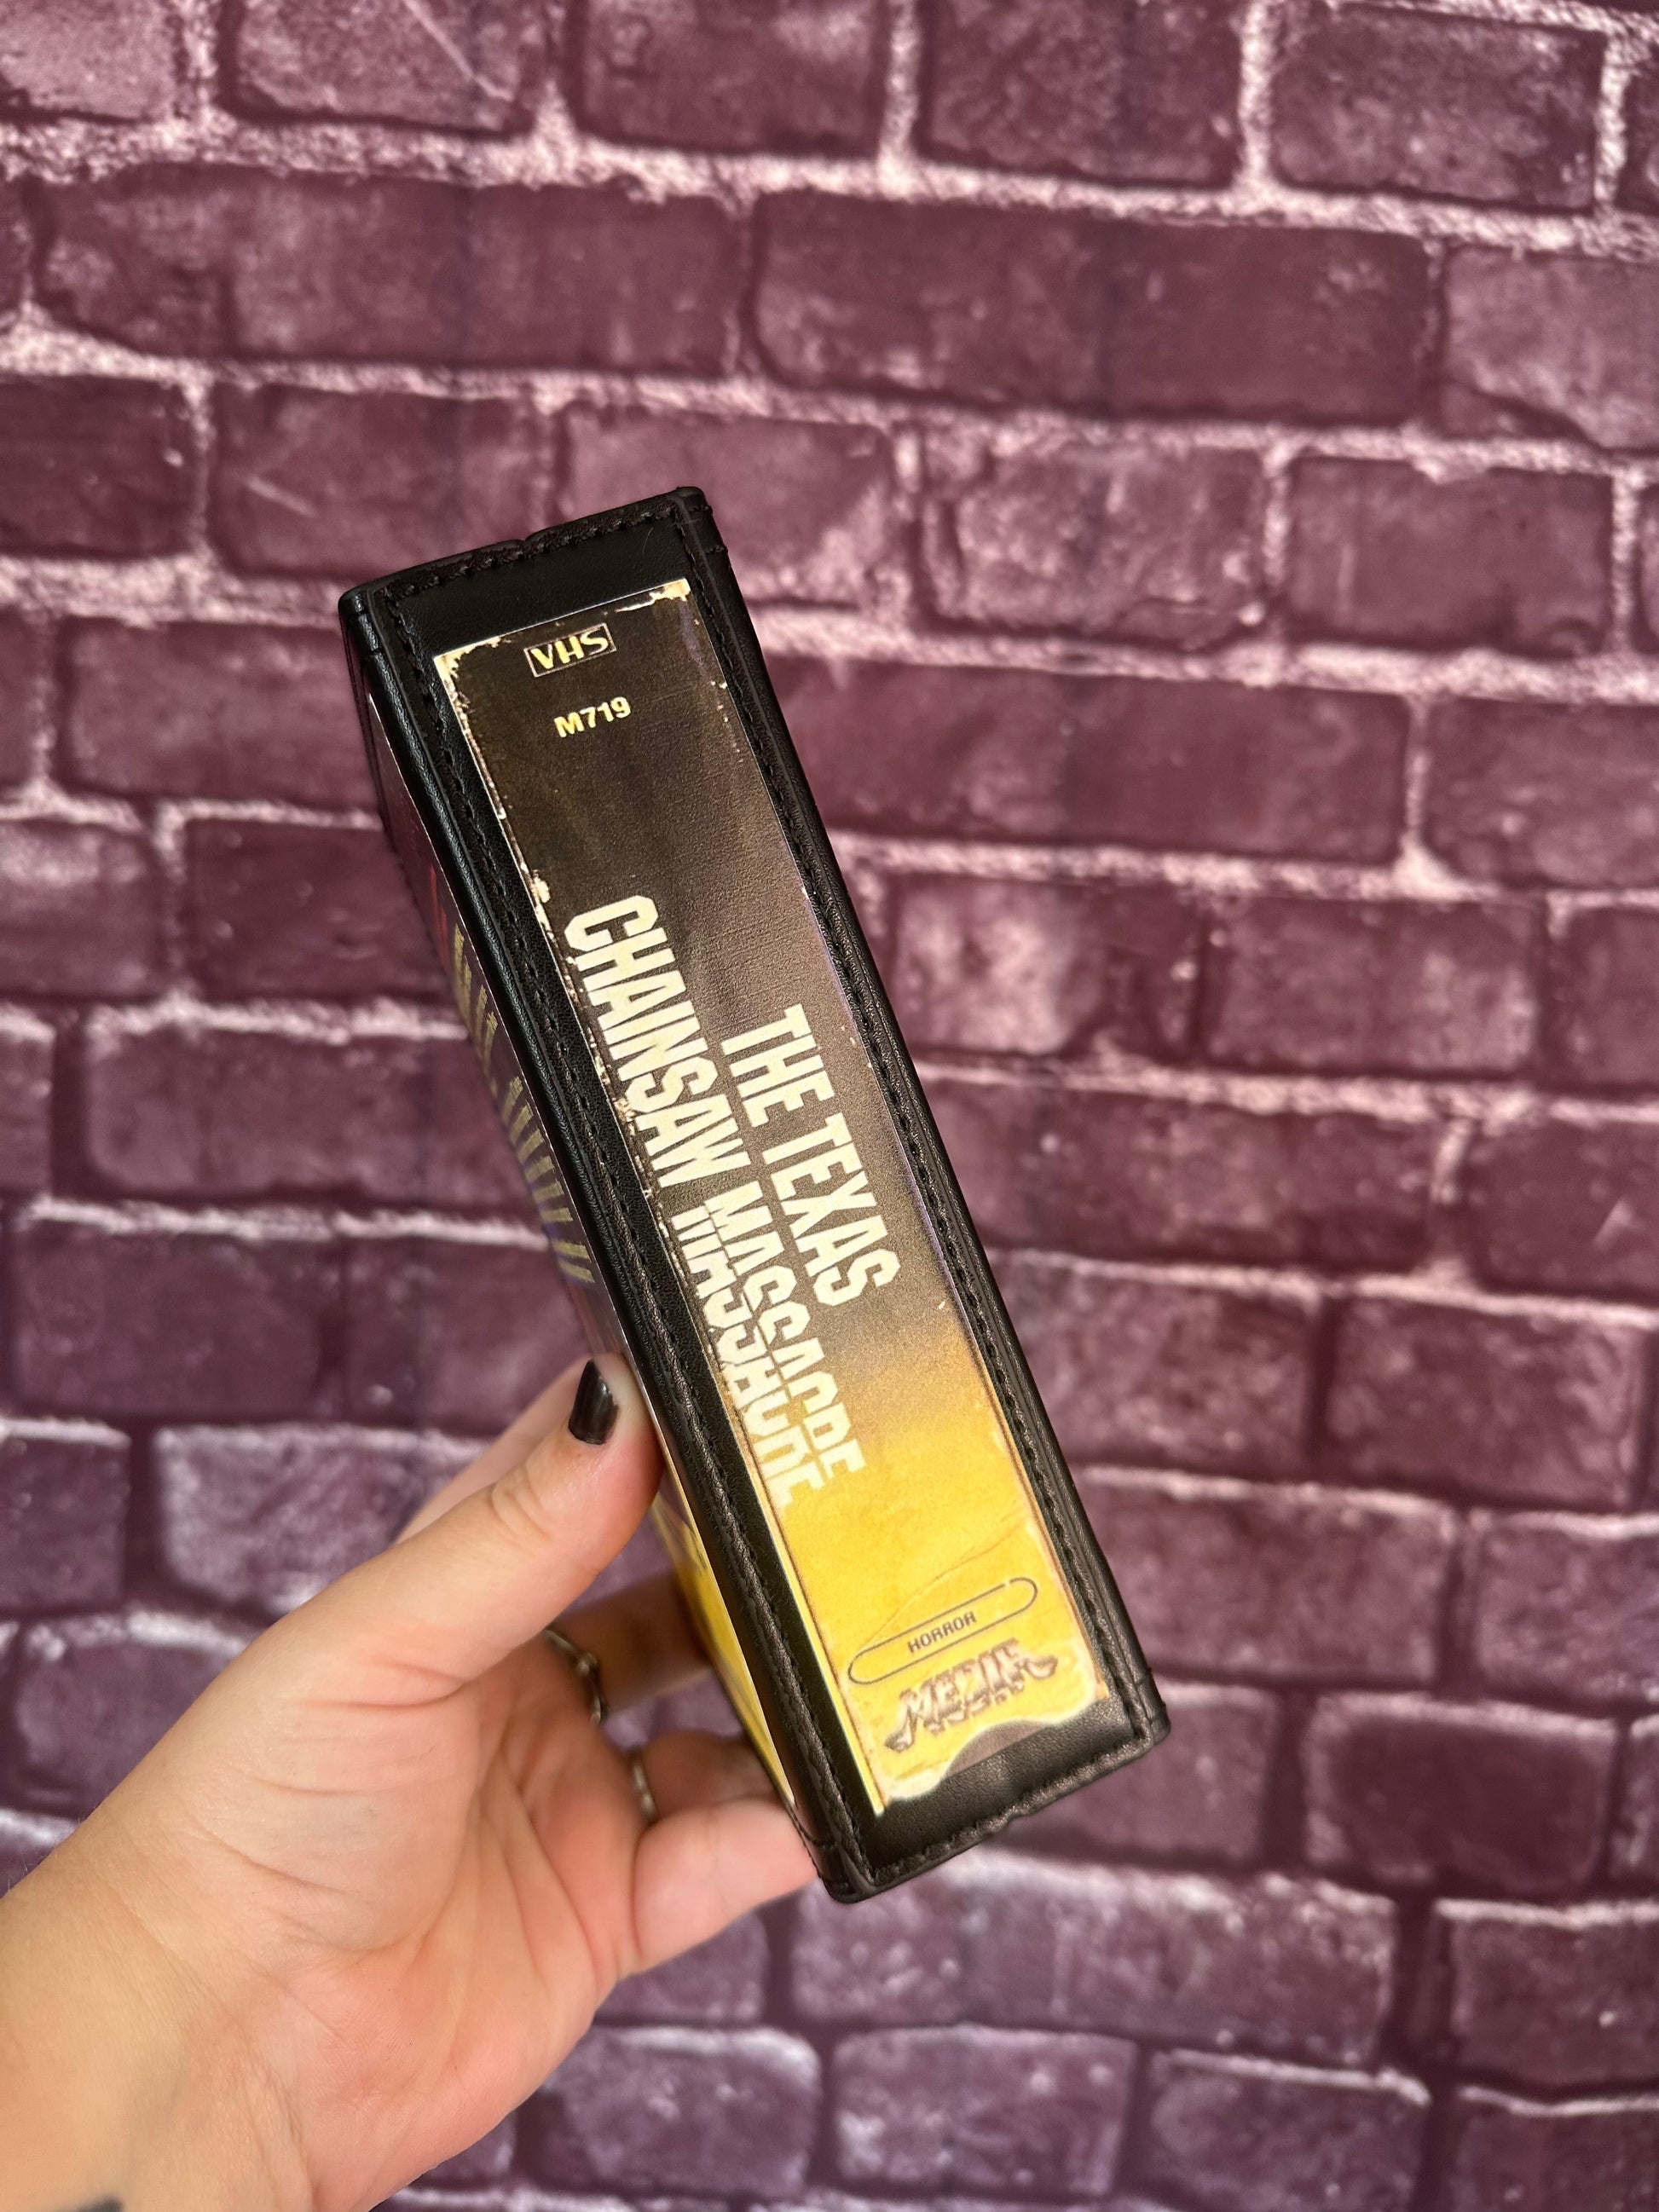 VHS
M719
THE TEXAS
CHAINSAW MASSACRE
HORROR
MEDIA